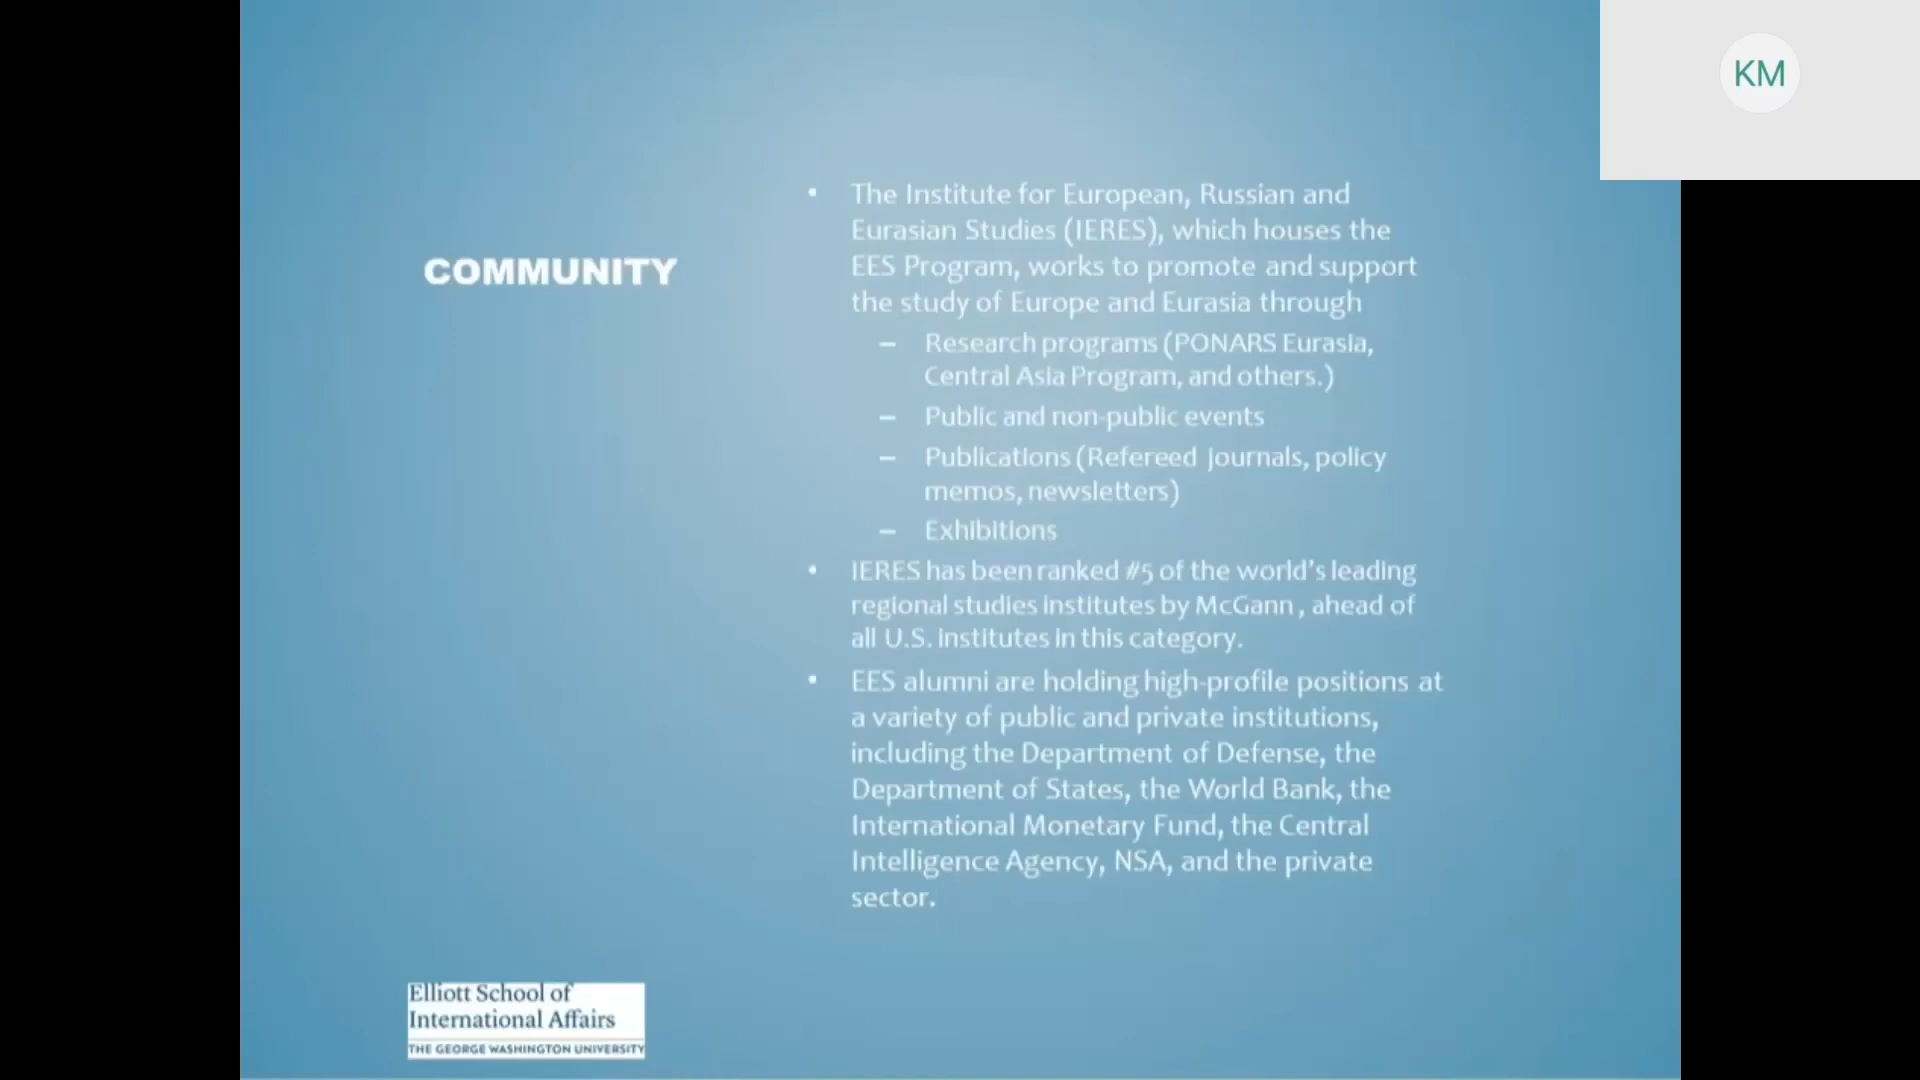 KM
COMMUNITY
• The Institute for European, Russian and
Eurasian Studies (IERES), which houses the
EES Program, works to promote and support
the study of Europe and Eurasia through
– Research programs (PONARS Eurasia,
Central Asia Program, and others.)
– Public and non-public events
– Publications (Refereed journals, policy
memos, newsletters)
– Exhibitions
• IERES has been ranked #5 of the world’s leading
regional studies institutes by McGann , ahead of
all U.S. institutes in this category.
• EES alumni are holding high-profile positions at
a variety of public and private institutions,
including the Department of Defense, the
Department of States, the World Bank, the
International Monetary Fund, the Central
Intelligence Agency, NSA, and the private
sector.
Elliott School of
International Affairs
THE GEORGE WASHINGTON UNIVERSITY